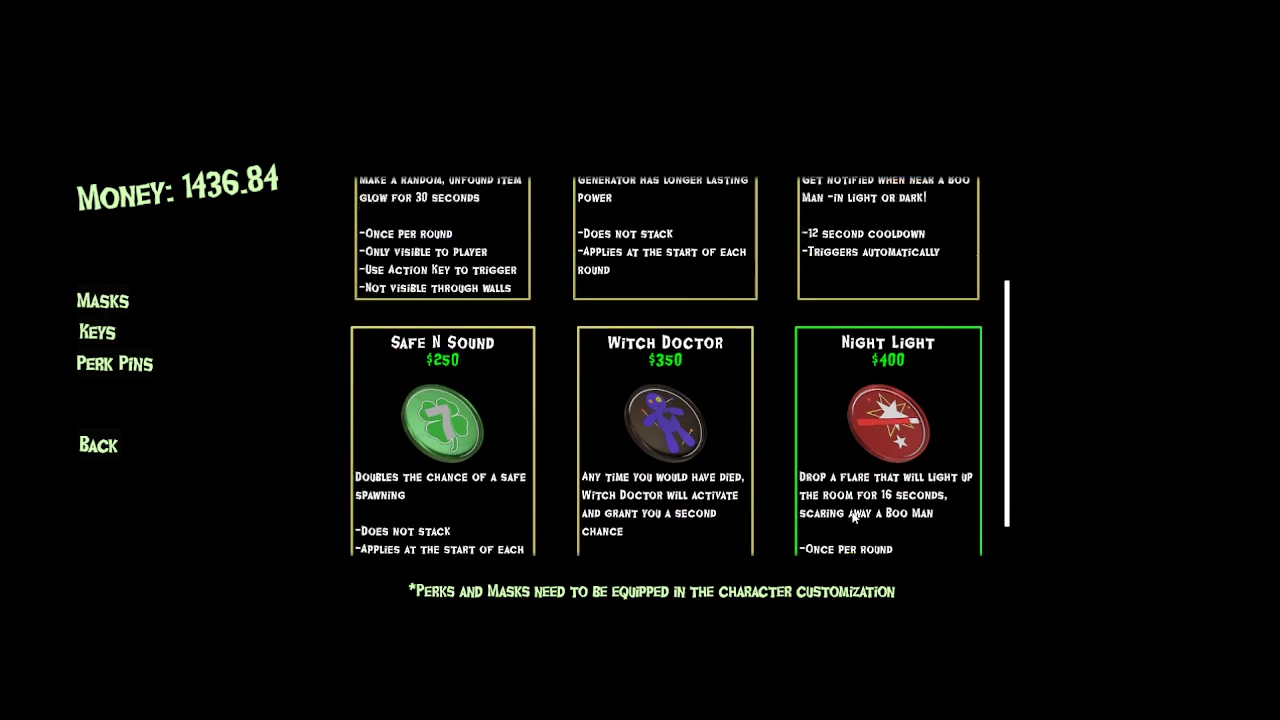 Money: 1436.84
Masks
Keys
Perk Pins
Back
Make a random, unfound item
glow for 30 seconds
-Once per round
-Only visible to player
-Use Action Key to trigger
-Not visible through walls
Generator has longer lasting
power
-Does not stack
-Applies at the start of each
round
Get notified when near a Boo
Man -in light or dark!
-12 second cooldown
-Triggers automatically
Safe N Sound
$250
7
Doubles the chance of a safe
spawning
-Does not stack
-Applies at the start of each
Witch Doctor
$350
Any time you would have died,
Witch Doctor will activate
and grant you a second
chance
Night Light
$400
Drop a flare that will light up
the room for 16 seconds,
scaring away a Boo Man
-Once per round
*Perks and Masks need to be equipped in the character customization